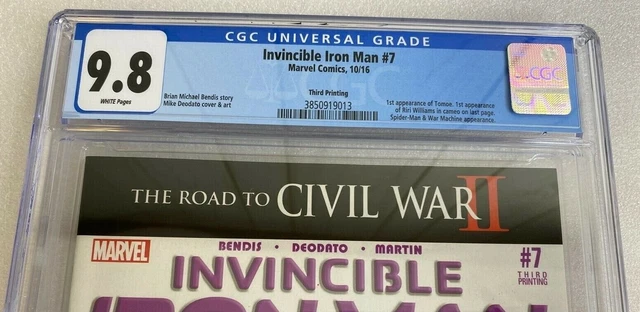 CGC UNIVERSAL GRADE
9.8
WHITE Pages
Invincible Iron Man #7
Marvel Comics, 10/16
Third Printing
Brian Michael Bendis story
Mike Deodato cover & art
3850919013
1st appearance of Tomoe. 1st appearance
of Riri Williams in cameo on last page.
Spider-Man & War Machine appearance.
CGC
THE ROAD TO CIVIL WAR II
MARVEL
BENDIS • DEODATO • MARTIN
#7
THIRD
PRINTING
INVINCIBLE
IRON MAN